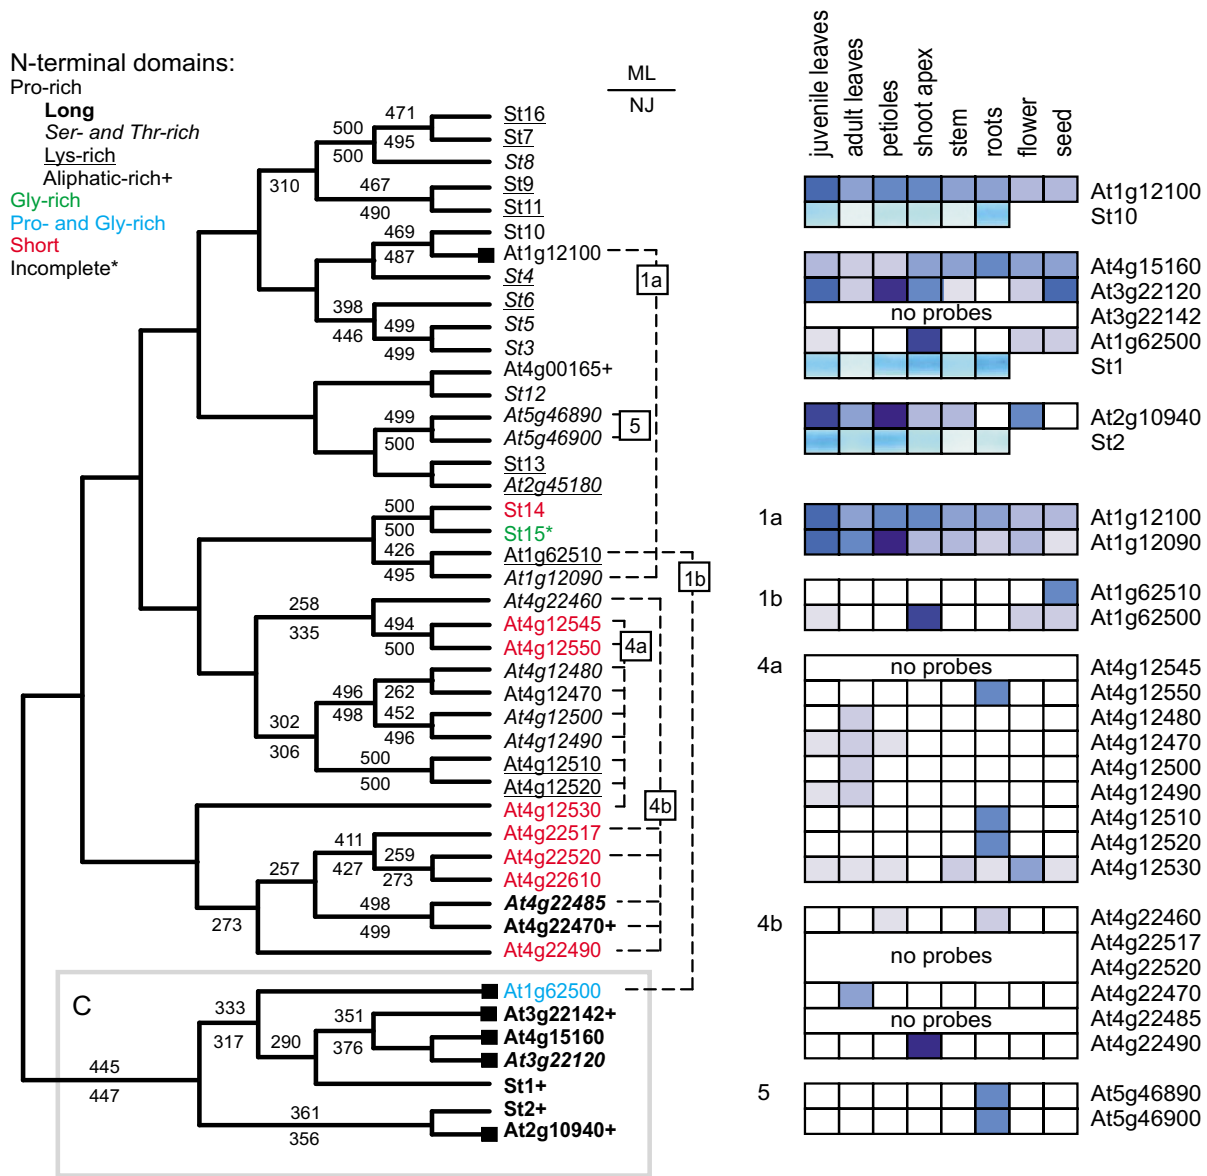 N-terminal domains:
Pro-rich
Long
Ser- and Thr-rich
Lys-rich
Aliphatic-rich+
Gly-rich
Pro- and Gly-rich
Short
Incomplete*
ML
NJ
471
500
495
500
310
467
490
469
487
398
446
499
499
499
500
500
500
426
495
258
335
494
500
496
262
498
452
496
302
306
500
500
411
427
259
273
257
498
499
273
C
333
317
290
351
376
445
447
361
356
St16
St7
St8
St9
St11
St10
At1g12100
St4
St6
St5
St3
At4g00165+
St12
At5g46890
At5g46900
St13
At2g45180
St14
St15*
At1g62510
At1g12090
At4g22460
At4g12545
At4g12550
At4g12480
At4g12470
At4g12500
At4g12490
At4g12510
At4g12520
At4g12530
At4g22517
At4g22520
At4g22610
At4g22485
At4g22470+
At4g22490
At1g62500
At3g22142+
At4g15160
At3g22120
St1+
St2+
At2g10940+
1a
5
1b
4a
4b
juvenile leaves
adult leaves
petioles
shoot apex
stem
roots
flower
seed
At1g12100
St10
At4g15160
At3g22120
no probes At3g22142
At1g62500
St1
At2g10940
St2
1a At1g12100
At1g12090
1b At1g62510
At1g62500
4a no probes At4g12545
At4g12550
At4g12480
At4g12470
At4g12500
At4g12490
At4g12510
At4g12520
At4g12530
4b At4g22460
At4g22517
no probes
At4g22520
At4g22470
no probes At4g22485
At4g22490
5 At5g46890
At5g46900